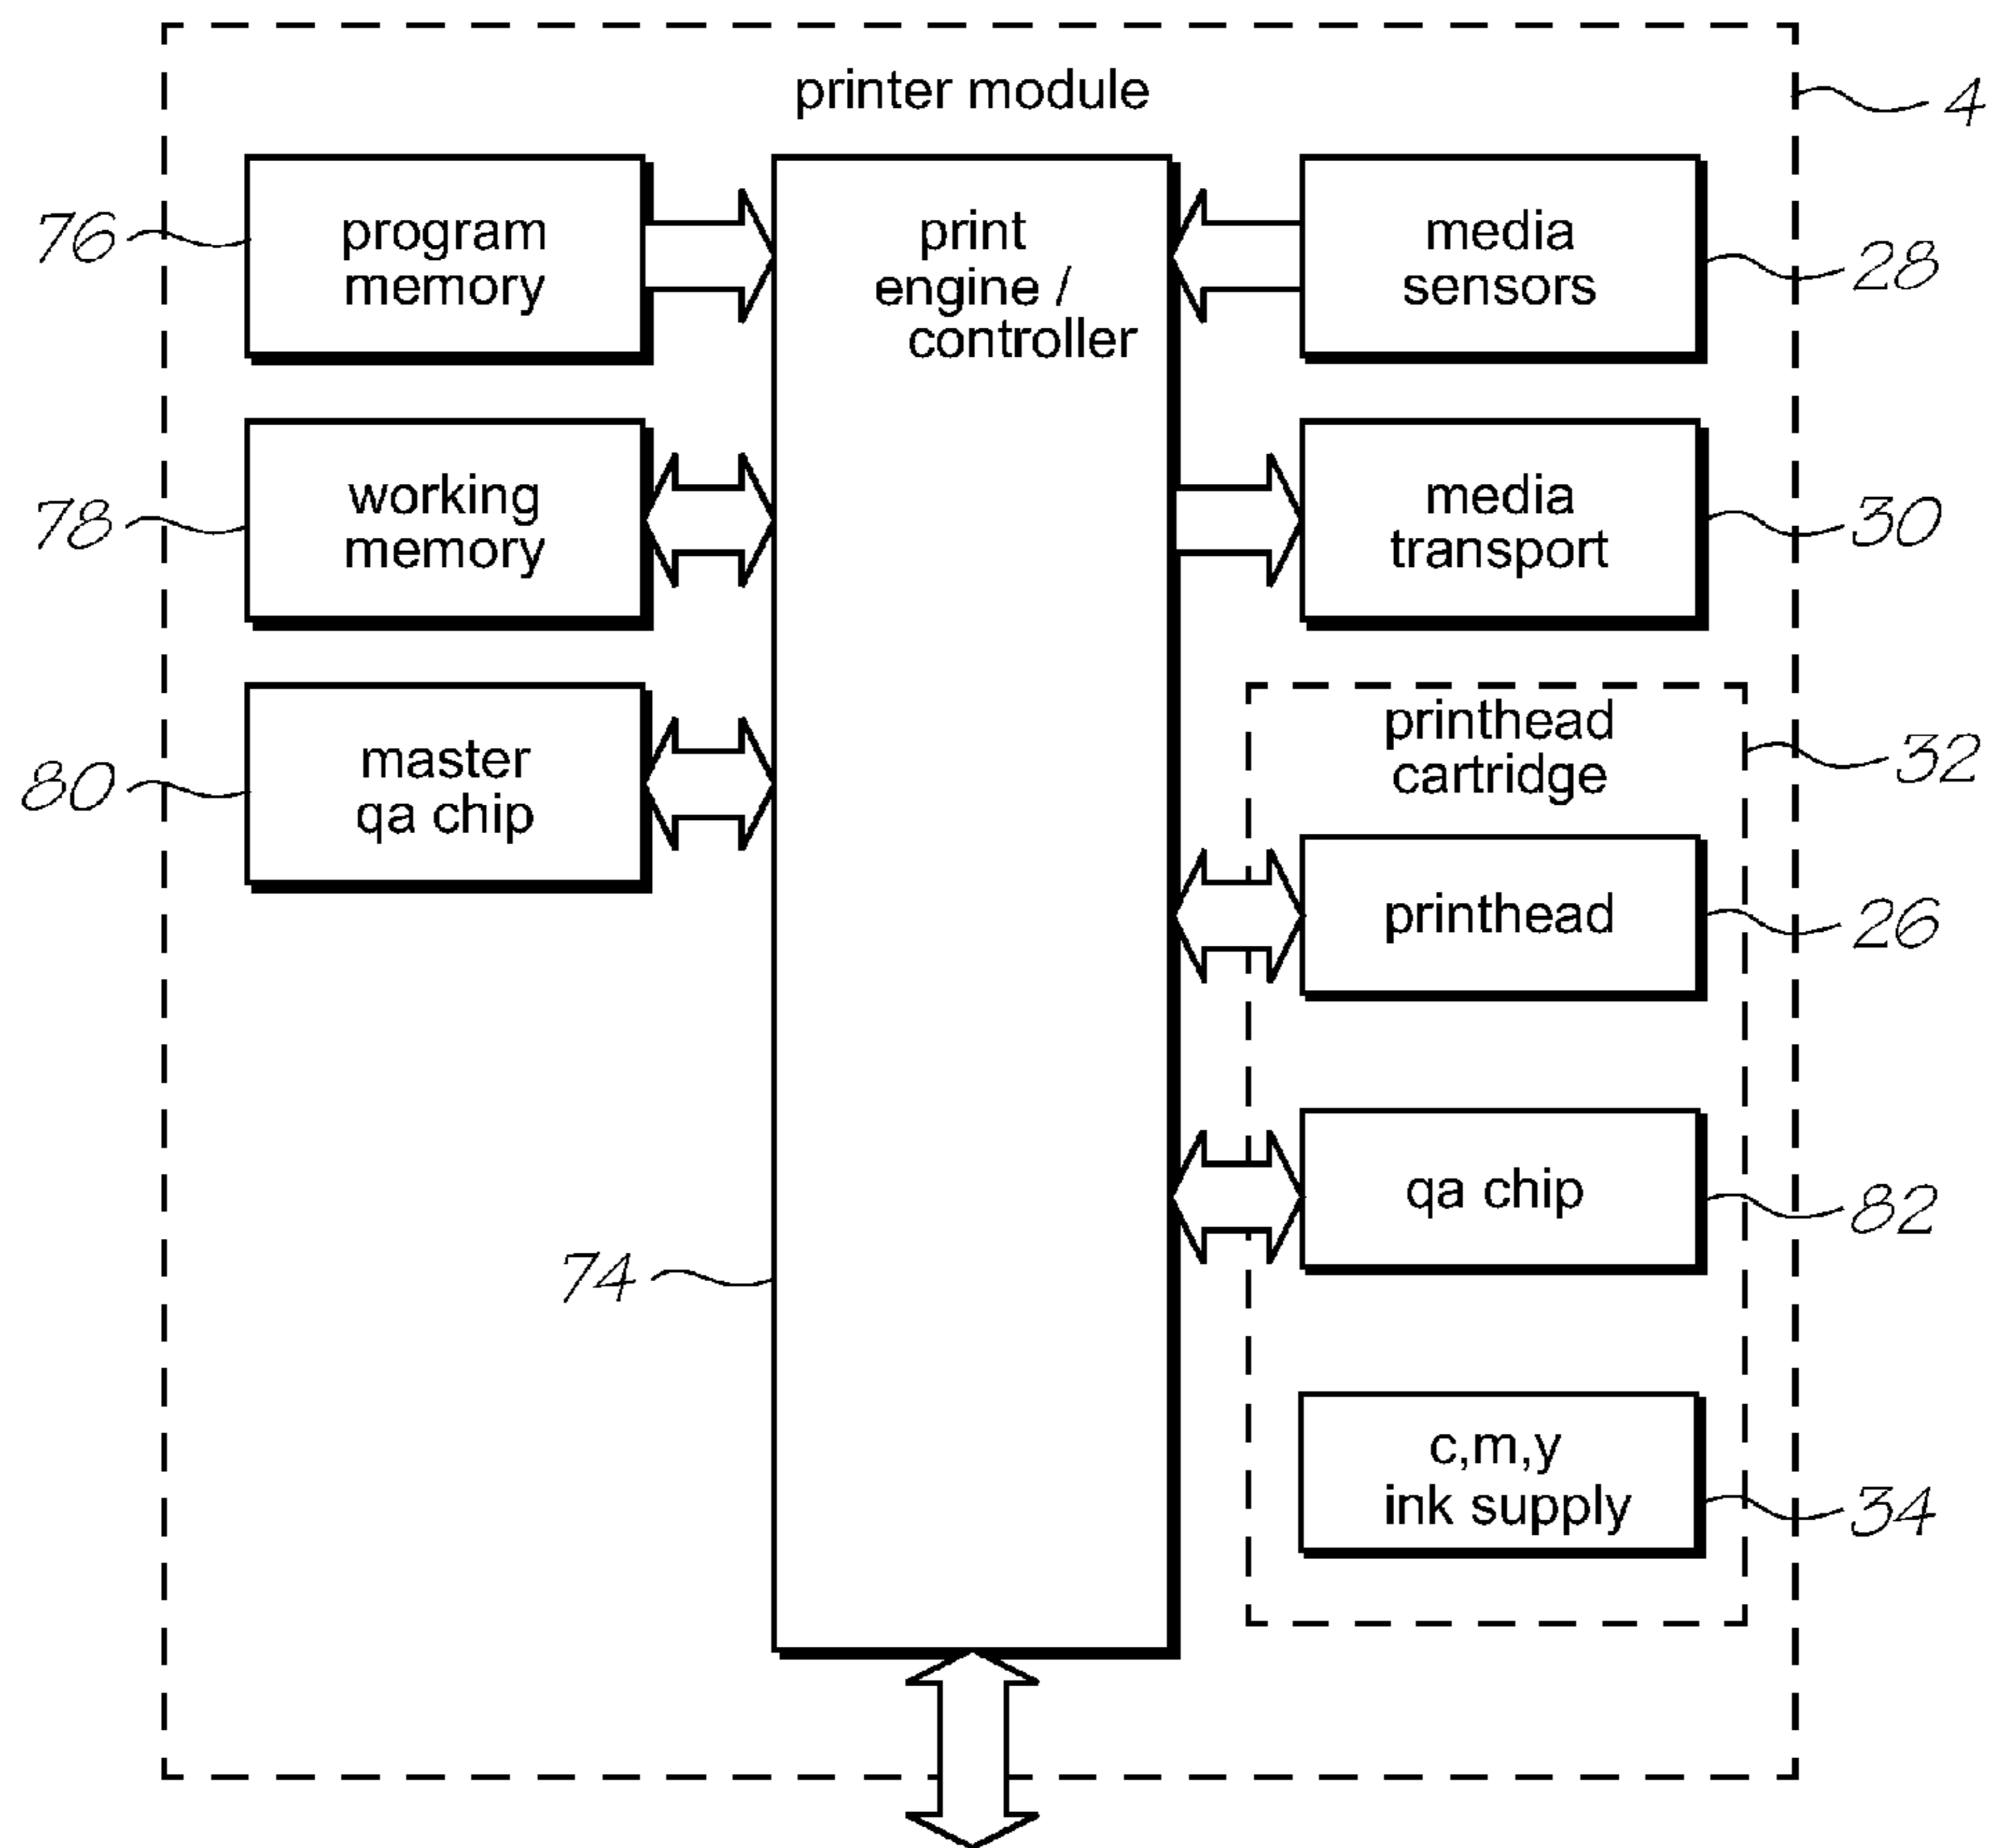 printer module
4
76
program
memory
print
engine /
controller
media
sensors
28
78
working
memory
media
transport
30
80
master
qa chip
printhead
cartridge
32
printhead
26
74
qa chip
82
c,m,y
ink supply
34